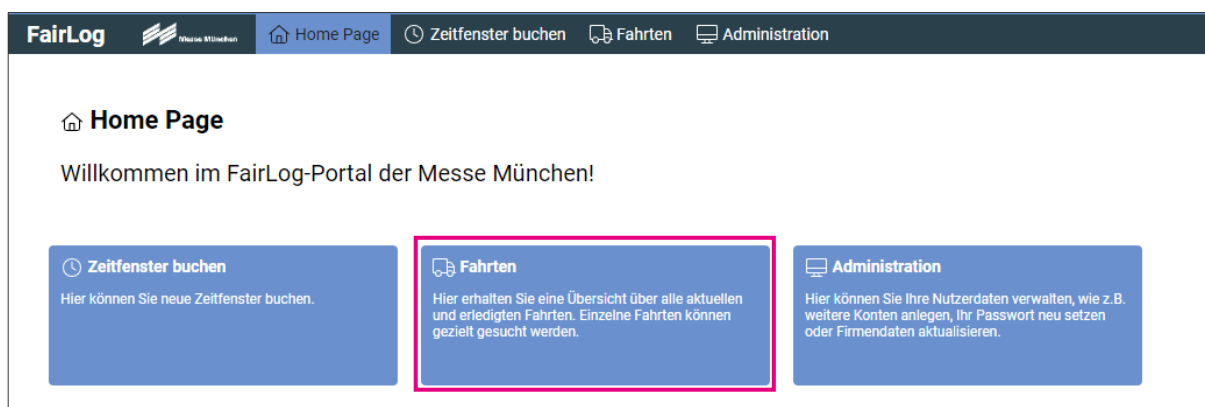 FairLog Messe München Home Page Zeitfenster buchen Fahrten Administration
Home Page
Willkommen im FairLog-Portal der Messe München!
Zeitfenster buchen
Hier können Sie neue Zeitfenster buchen.
Fahrten
Hier erhalten Sie eine Übersicht über alle aktuellen
und erledigten Fahrten. Einzelne Fahrten können
gezielt gesucht werden.
Administration
Hier können Sie Ihre Nutzerdaten verwalten, wie z.B.
weitere Konten anlegen, Ihr Passwort neu setzen
oder Firmendaten aktualisieren.